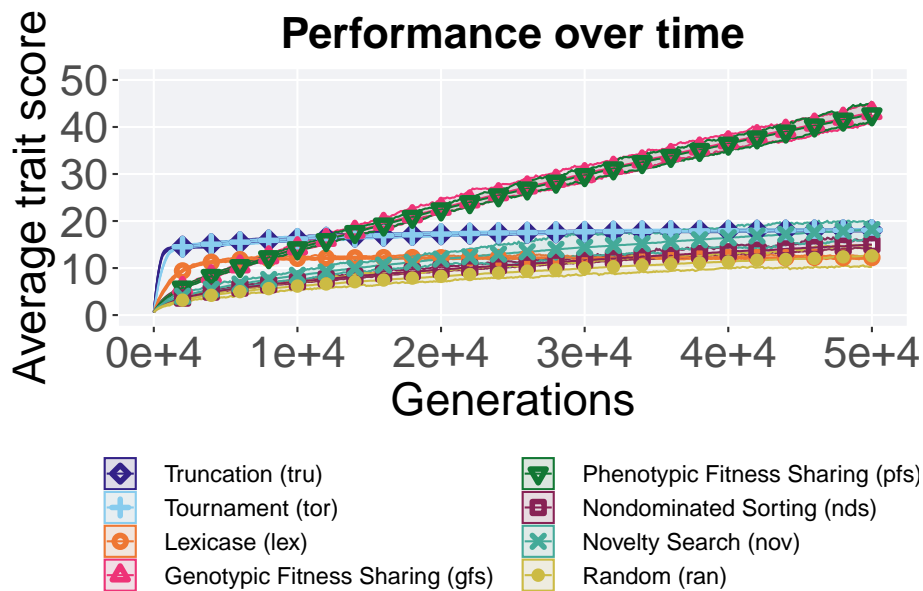 Performance over time
Average trait score
50
40
30
20
10
0
0e+4 1e+4 2e+4 3e+4 4e+4 5e+4
Generations
Truncation (tru)
Tournament (tor)
Lexicase (lex)
Genotypic Fitness Sharing (gfs)
Phenotypic Fitness Sharing (pfs)
Nondominated Sorting (nds)
Novelty Search (nov)
Random (ran)